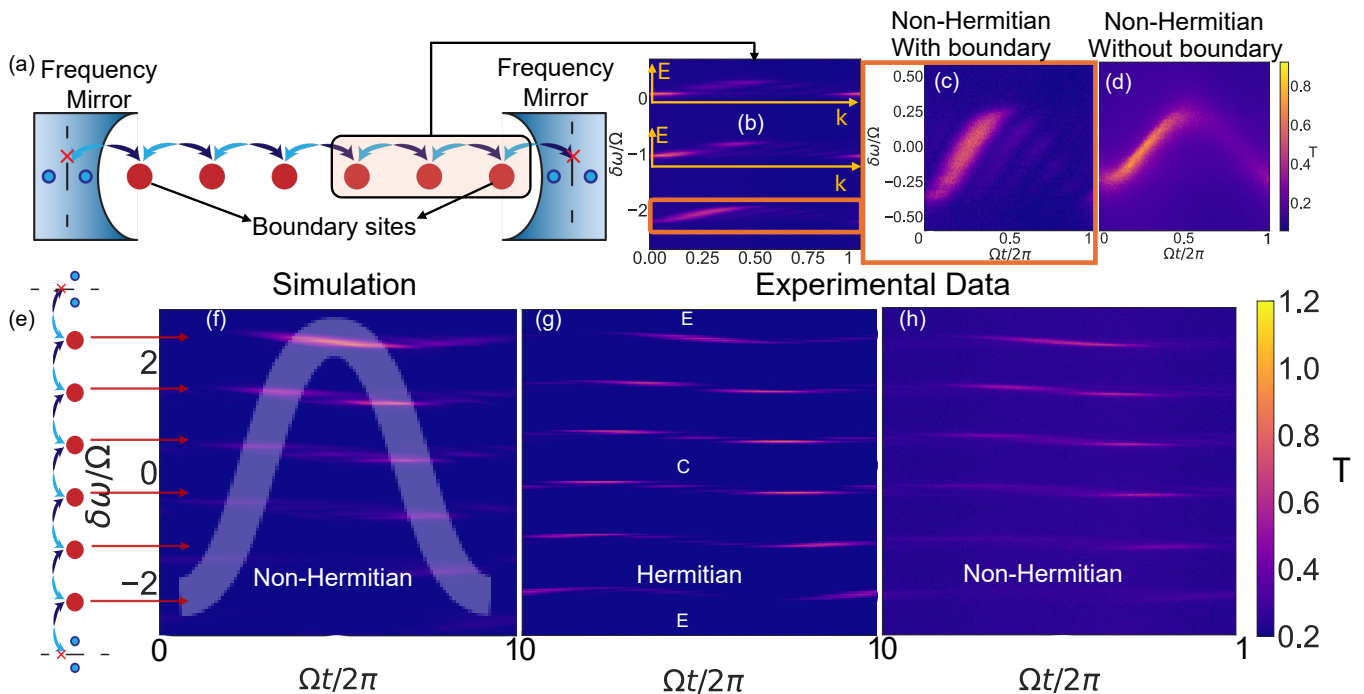 (a)
Frequency
Mirror
Frequency
Mirror
Boundary sites
Non-Hermitian
With boundary
Non-Hermitian
Without boundary
E
0
k
(b)
E
−1
k
−2
δω/Ω
0.00 0.25 0.50 0.75 1
(c)
0.50
0.25
0.00
−0.25
−0.50
δω/Ω
0 0.5 1
Ωt/2π
(d)
0 0.5 1
Ωt/2π
0.8
0.6
T
0.4
0.2
Simulation
Experimental Data
(e)
(f)
2
0
−2
δω/Ω
Non-Hermitian
0 1
Ωt/2π
(g)
E
C
Hermitian
E
0 1
Ωt/2π
(h)
Non-Hermitian
0 1
Ωt/2π
1.2
1.0
0.8
T
0.6
0.4
0.2